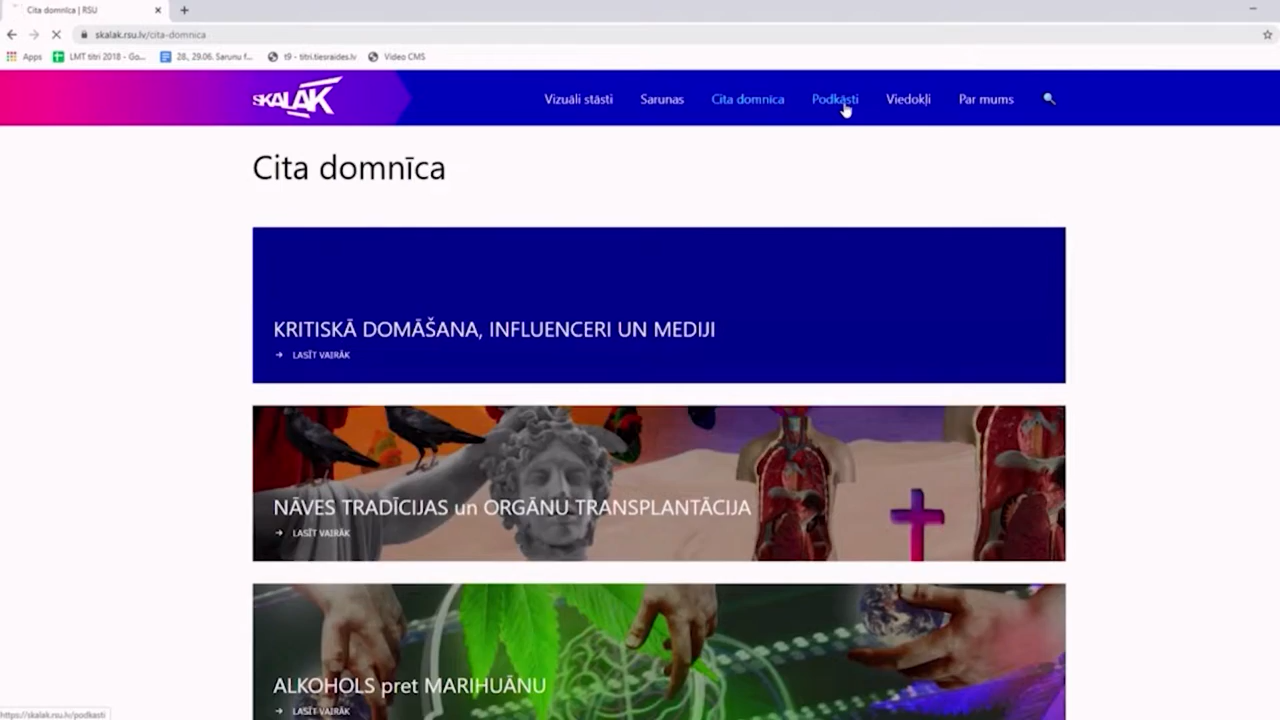 Cita domnīca | RSU
skalak.rsu.lv/cita-domnica
Apps LMT titri 2018 - Go... 28., 29.06. Sarunu f... t9 - titri.tiesraides.lv Video CMS
SKALĀK Vizuāli stāsti Sarunas Cita domnīca Podkāsti Viedokļi Par mums
Cita domnīca
KRITISKĀ DOMĀŠANA, INFLUENCERI UN MEDIJI
LASĪT VAIRĀK
NĀVES TRADĪCIJAS un ORGĀNU TRANSPLANTĀCIJA
LASĪT VAIRĀK
ALKOHOLS pret MARIHUĀNU
LASĪT VAIRĀK
https://skalak.rsu.lv/podkasti